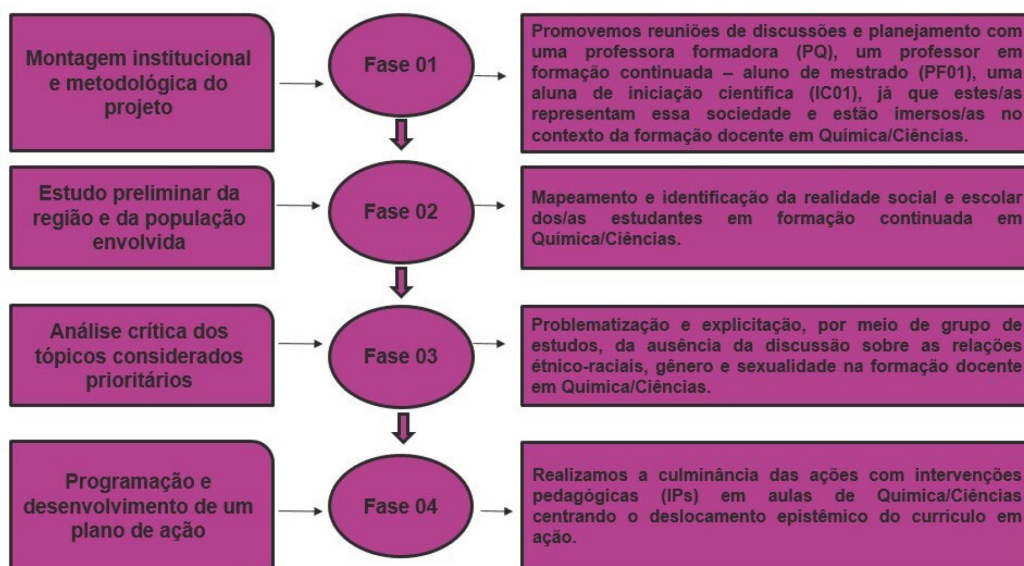 Montagem institucional
e metodológica do
projeto
Fase 01
Promovemos reuniões de discussões e planejamento com
uma professora formadora (PQ), um professor em
formação continuada – aluno de mestrado (PF01), uma
aluna de iniciação científica (IC01), já que estes/as
representam essa sociedade e estão imersos/as no
contexto da formação docente em Química/Ciências.
Estudo preliminar da
região e da população
envolvida
Fase 02
Mapeamento e identificação da realidade social e escolar
dos/as estudantes em formação continuada em
Química/Ciências.
Análise crítica dos
tópicos considerados
prioritários
Fase 03
Problematização e explicitação, por meio de grupo de
estudos, da ausência da discussão sobre as relações
étnico-raciais, gênero e sexualidade na formação docente
em Química/Ciências.
Programação e
desenvolvimento de um
plano de ação
Fase 04
Realizamos a culminância das ações com intervenções
pedagógicas (IPs) em aulas de Química/Ciências
centrando o deslocamento epistêmico do currículo em
ação.